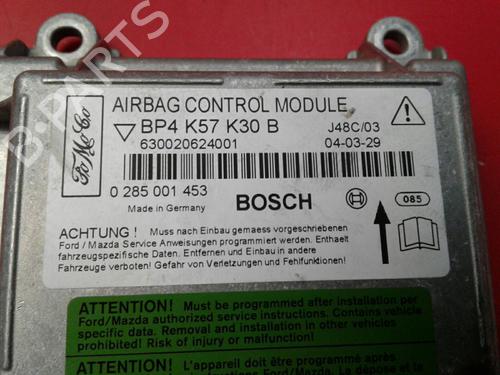 AIRBAG CONTROL MODULE
BP4 K57 K30 B
J48C/03
630020624001
04-03-29
FoMoCo
0 285 001 453
BOSCH
Made in Germany
085
ACHTUNG ! Muss nach Einbau gemaess vorgeschriebenen
Ford / Mazda Service Anweisungen programmiert werden. Enthaelt
fahrzeugspezifische Daten. Entfernen und Einbau in andere
Fahrzeuge verboten! Gefahr von Verletzungen und Fehlfunktionen!
ATTENTION! Must be programmed after installation per
Ford/Mazda authorized service instructions. Contains vehicle
specific data. Removal and installation into other vehicles
prohibited! Risk of injury or malfunction!
ATTENTION! L'appareil doit être programmé après
B-PARTS